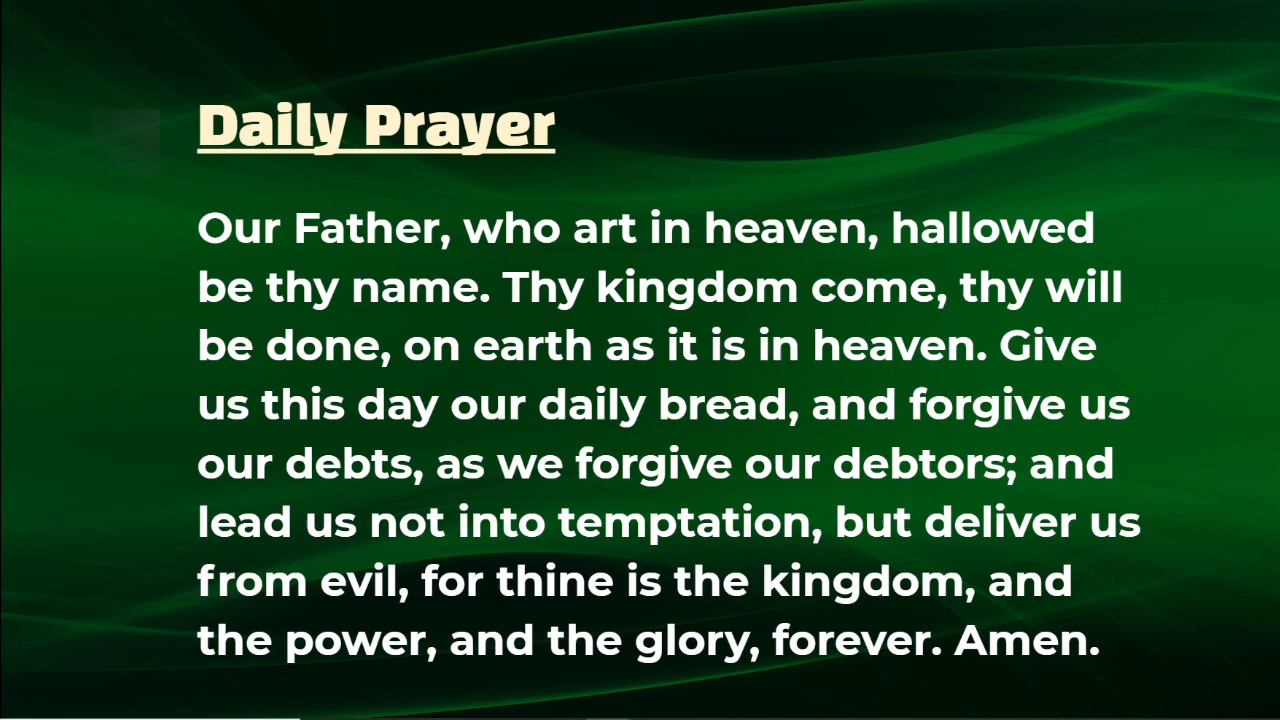 Daily Prayer
Our Father, who art in heaven, hallowed
be thy name. Thy kingdom come, thy will
be done, on earth as it is in heaven. Give
us this day our daily bread, and forgive us
our debts, as we forgive our debtors; and
lead us not into temptation, but deliver us
from evil, for thine is the kingdom, and
the power, and the glory, forever. Amen.